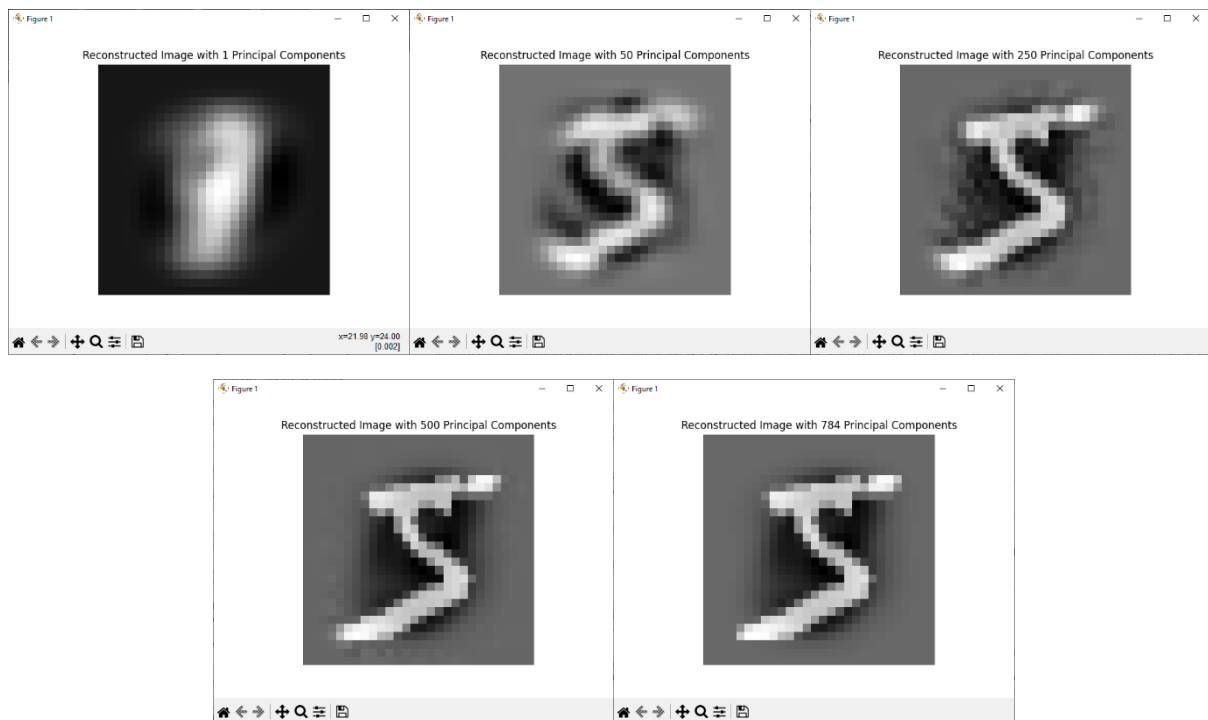 Figure 1
Reconstructed Image with 1 Principal Components
x=21.98 y=24.00
[0.002]
Figure 1
Reconstructed Image with 50 Principal Components
Figure 1
Reconstructed Image with 250 Principal Components
Figure 1
Reconstructed Image with 500 Principal Components
Figure 1
Reconstructed Image with 784 Principal Components